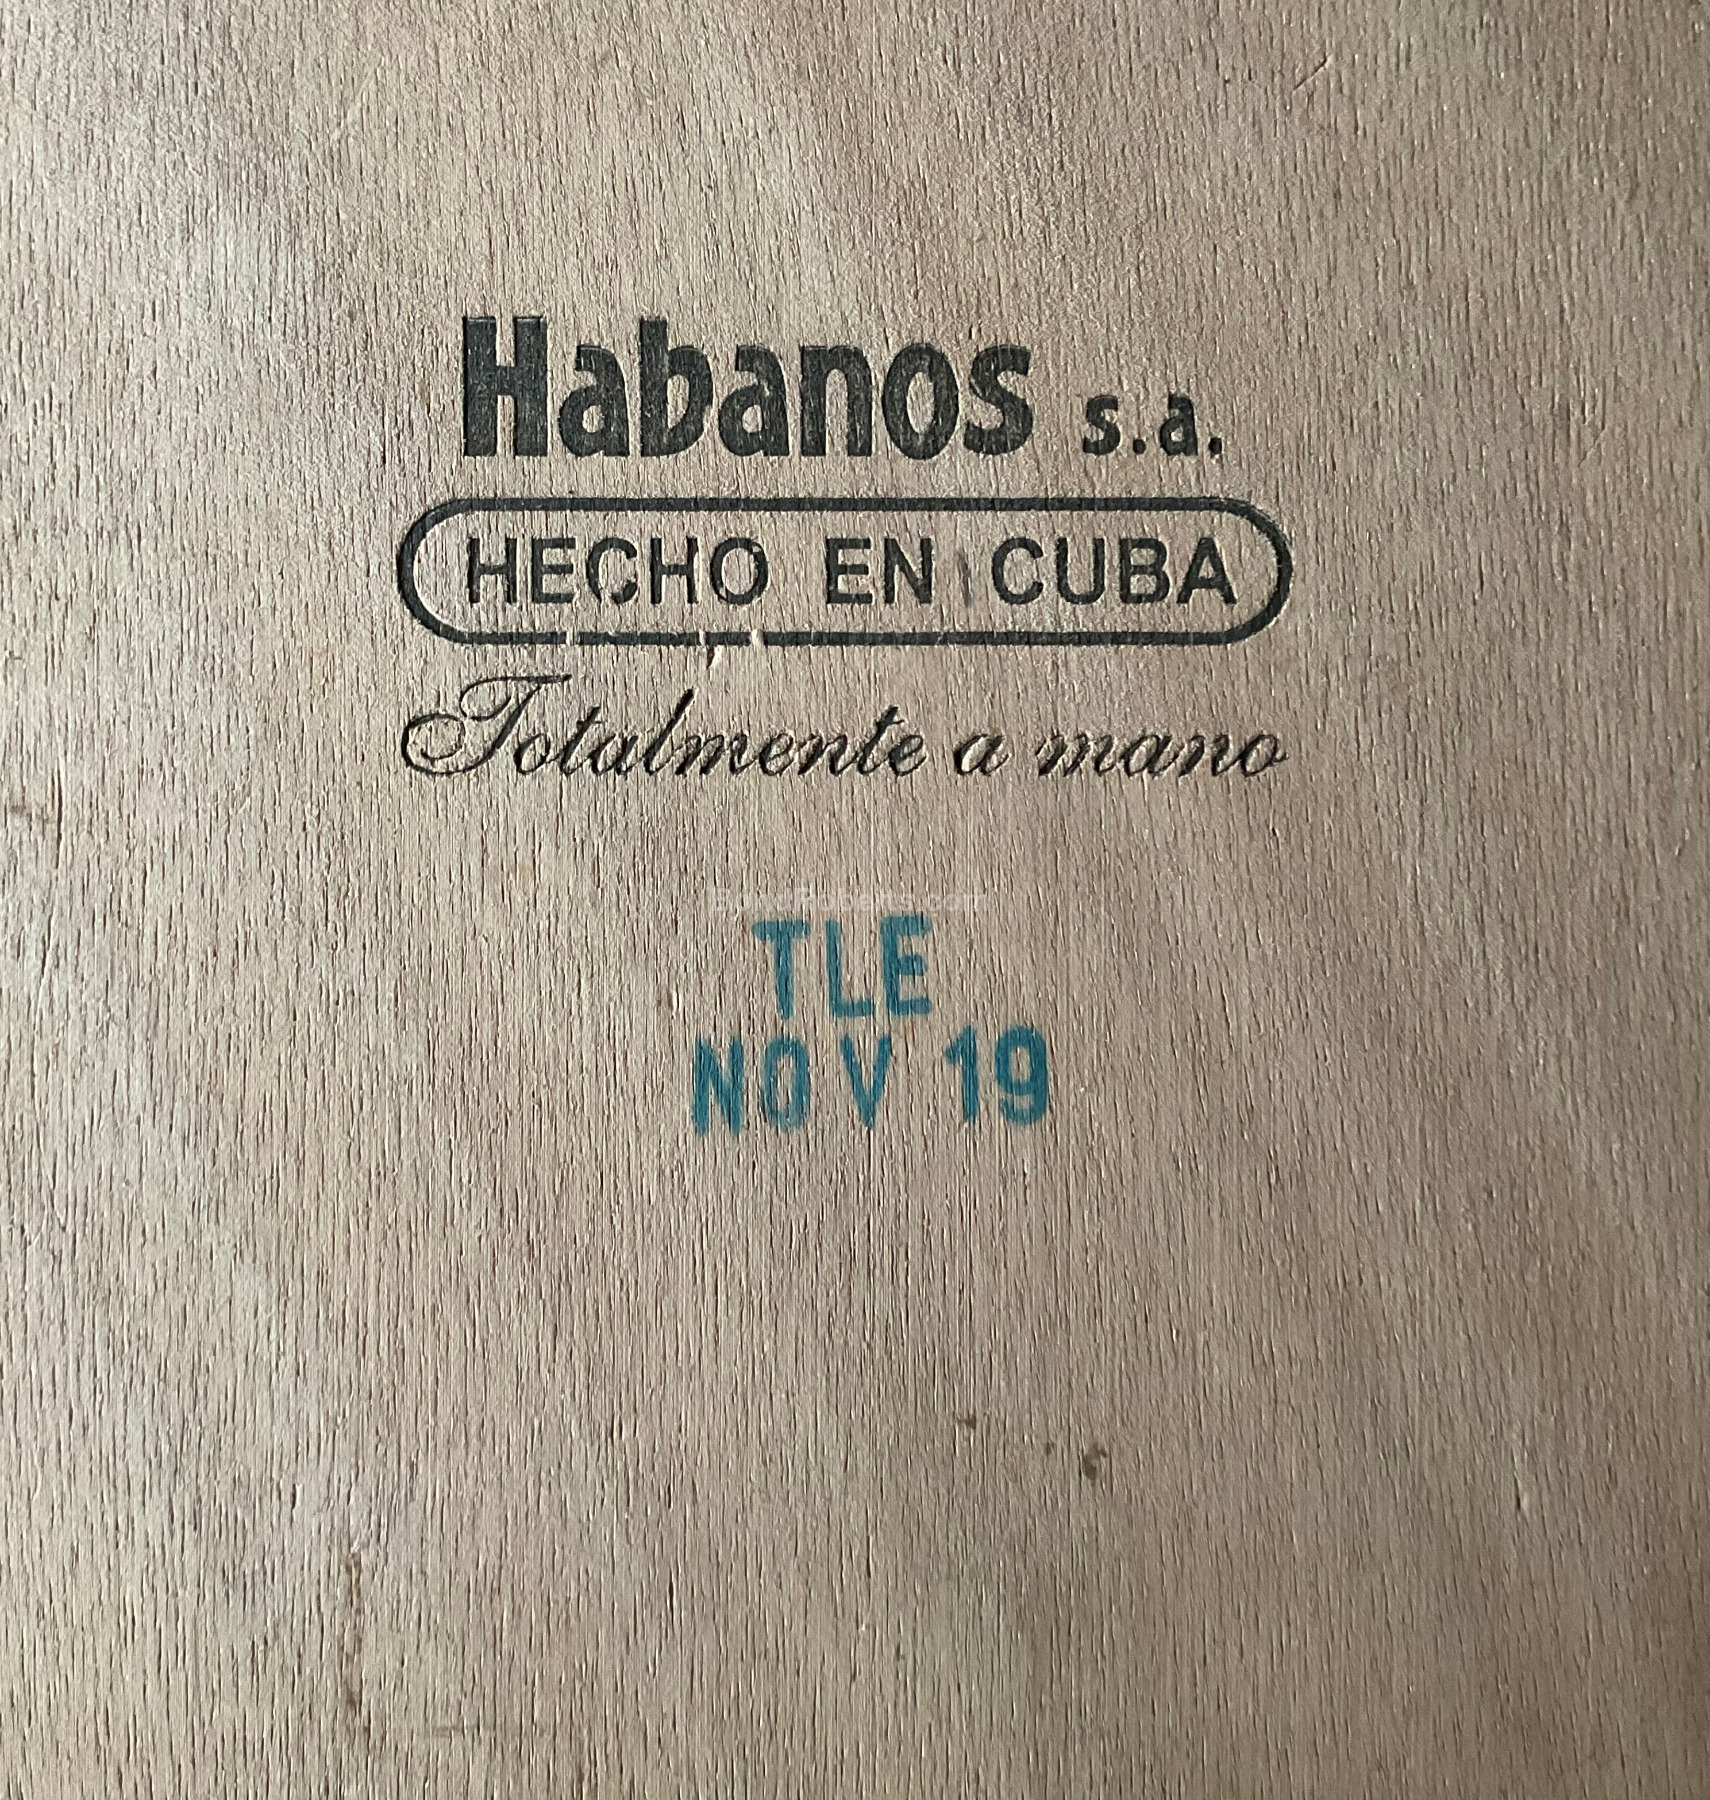 Habanos s.a.
HECHO EN CUBA
Totalmente a mano
TLE
NOV 19